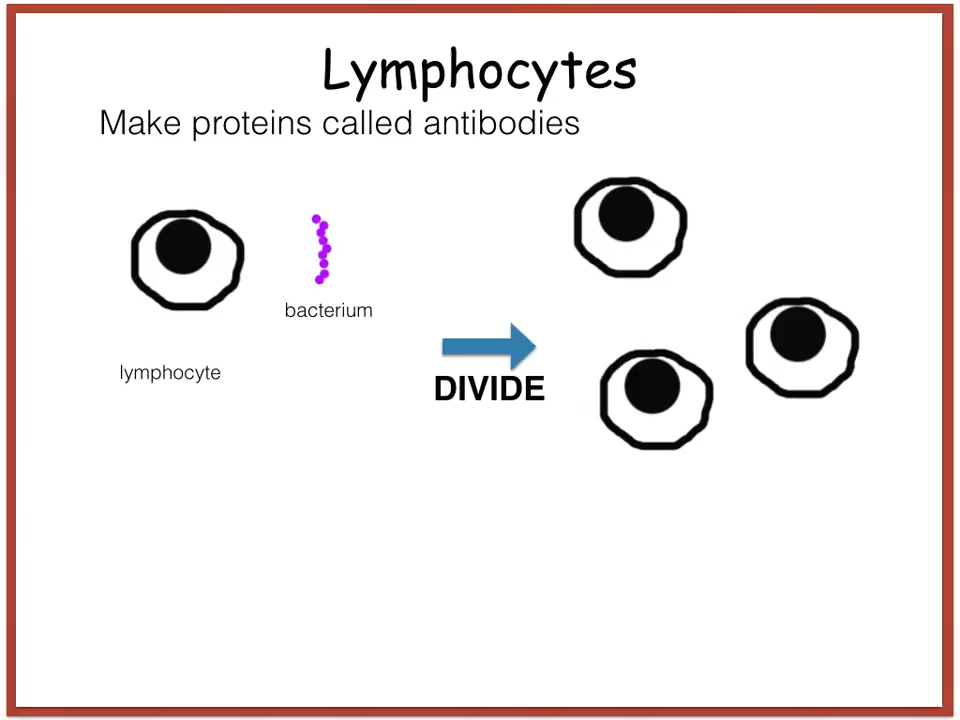 Lymphocytes
Make proteins called antibodies
bacterium
lymphocyte
DIVIDE